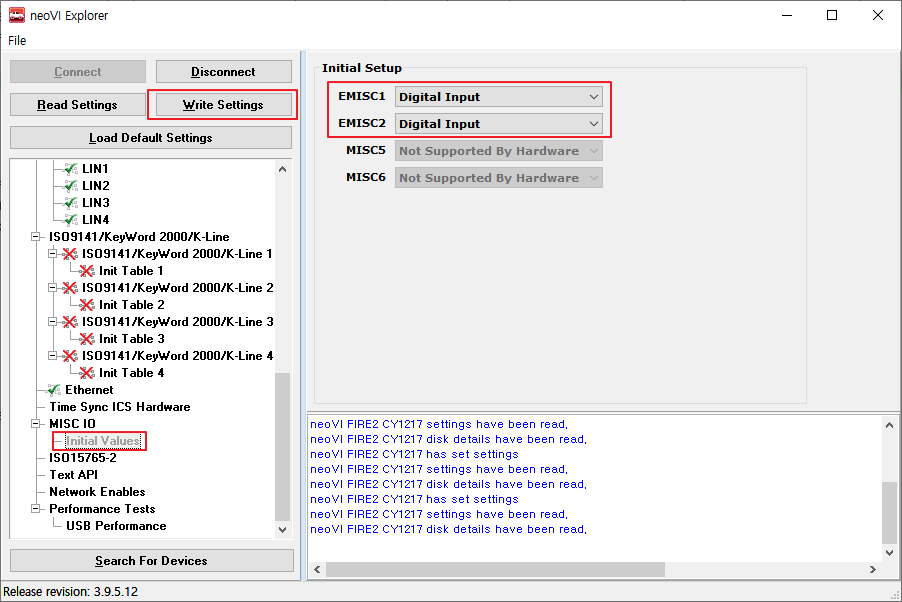 neoVI Explorer
File
Connect
Disconnect
Read Settings
Write Settings
Load Default Settings
LIN1
LIN2
LIN3
LIN4
ISO9141/KeyWord 2000/K-Line
ISO9141/KeyWord 2000/K-Line 1
Init Table 1
ISO9141/KeyWord 2000/K-Line 2
Init Table 2
ISO9141/KeyWord 2000/K-Line 3
Init Table 3
ISO9141/KeyWord 2000/K-Line 4
Init Table 4
Ethernet
Time Sync ICS Hardware
MISC IO
Initial Values
ISO15765-2
Text API
Network Enables
Performance Tests
USB Performance
Search For Devices
Initial Setup
EMISC1 Digital Input
EMISC2 Digital Input
MISC5 Not Supported By Hardware
MISC6 Not Supported By Hardware
neoVI FIRE2 CY1217 settings have been read.
neoVI FIRE2 CY1217 disk details have been read.
neoVI FIRE2 CY1217 has set settings
neoVI FIRE2 CY1217 settings have been read.
neoVI FIRE2 CY1217 disk details have been read.
neoVI FIRE2 CY1217 has set settings
neoVI FIRE2 CY1217 settings have been read.
neoVI FIRE2 CY1217 disk details have been read.
Release revision: 3.9.5.12